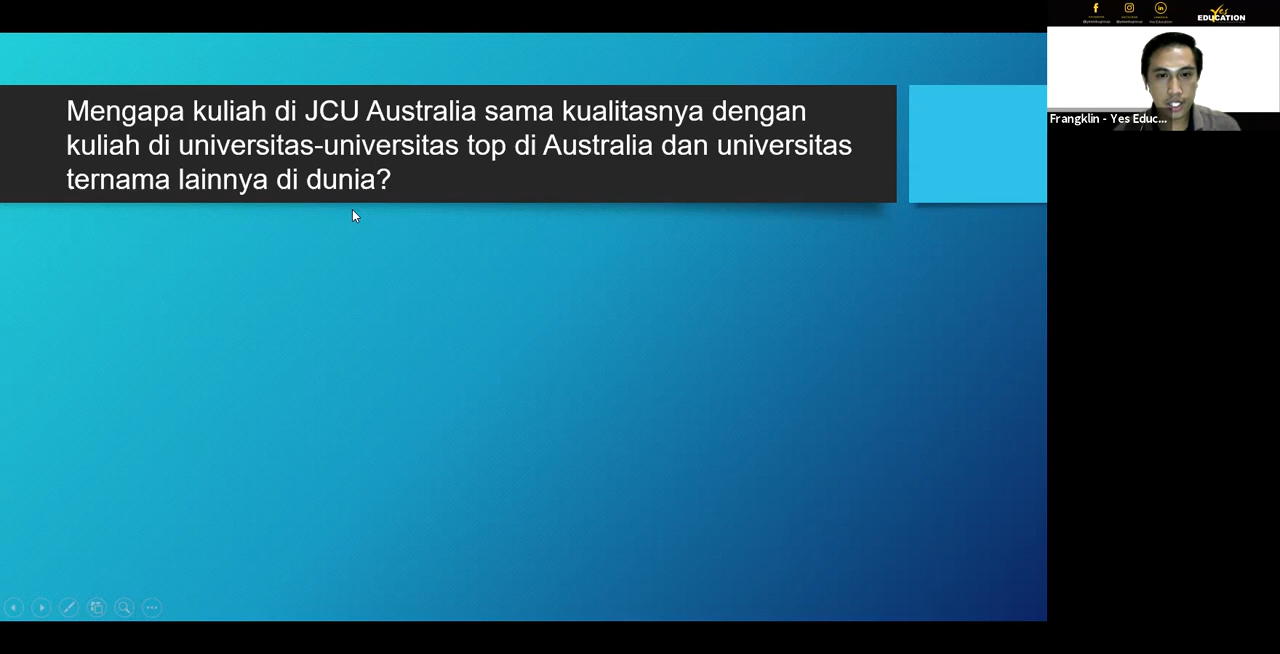 Mengapa kuliah di JCU Australia sama kualitasnya dengan
kuliah di universitas-universitas top di Australia dan universitas
ternama lainnya di dunia?
Yes
EDUCATION
Frangklin - Yes Educ...